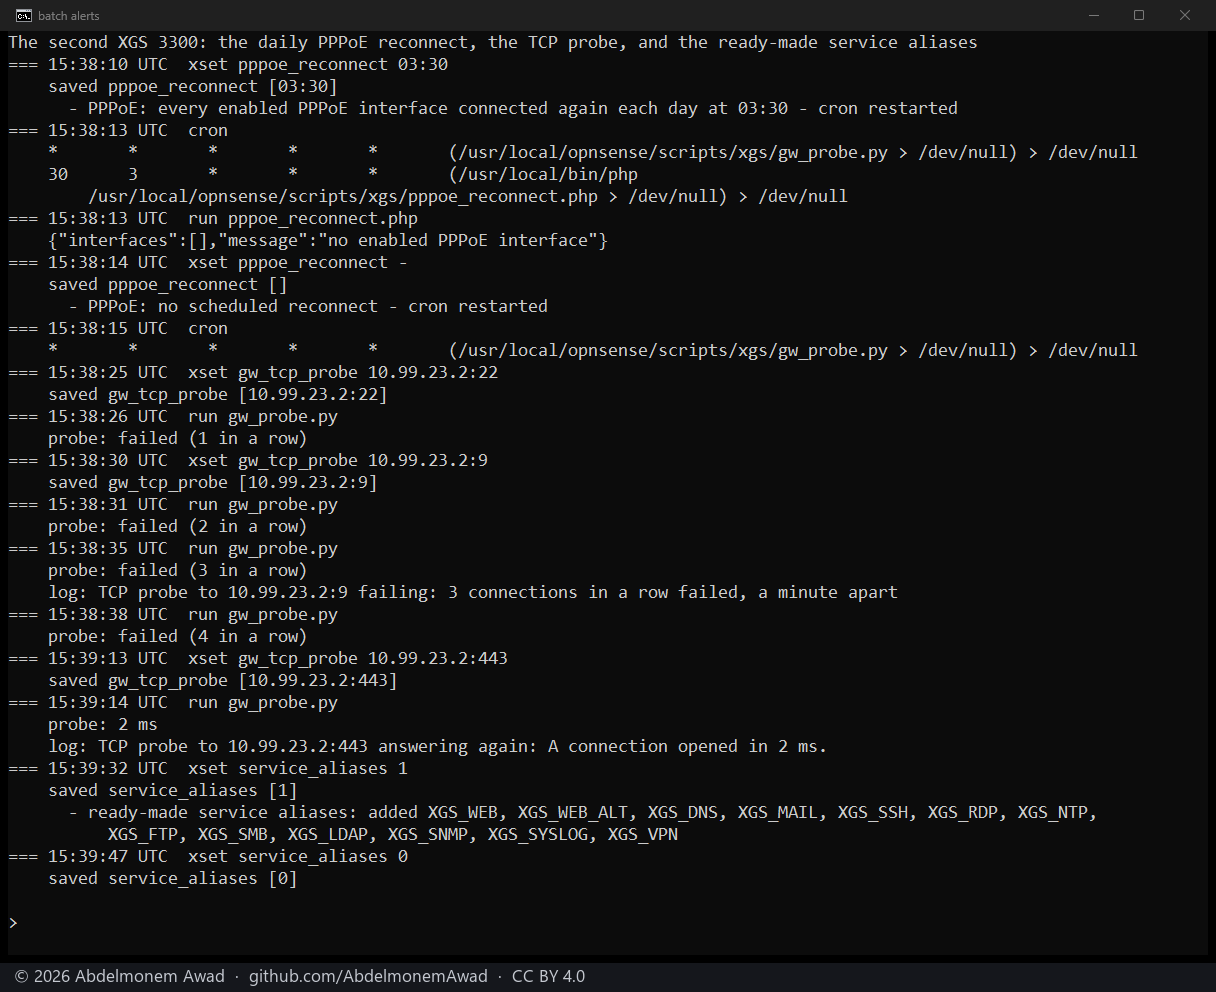 batch alerts
The second XGS 3300: the daily PPPoE reconnect, the TCP probe, and the ready-made service aliases
=== 15:38:10 UTC  xset pppoe_reconnect 03:30
    saved pppoe_reconnect [03:30]
      - PPPoE: every enabled PPPoE interface connected again each day at 03:30 - cron restarted
=== 15:38:13 UTC  cron
    *       *       *       *       *       (/usr/local/opnsense/scripts/xgs/gw_probe.py > /dev/null) > /dev/null
    30      3       *       *       *       (/usr/local/bin/php
        /usr/local/opnsense/scripts/xgs/pppoe_reconnect.php > /dev/null) > /dev/null
=== 15:38:13 UTC  run pppoe_reconnect.php
    {"interfaces":[],"message":"no enabled PPPoE interface"}
=== 15:38:14 UTC  xset pppoe_reconnect -
    saved pppoe_reconnect []
      - PPPoE: no scheduled reconnect - cron restarted
=== 15:38:15 UTC  cron
    *       *       *       *       *       (/usr/local/opnsense/scripts/xgs/gw_probe.py > /dev/null) > /dev/null
=== 15:38:25 UTC  xset gw_tcp_probe 10.99.23.2:22
    saved gw_tcp_probe [10.99.23.2:22]
=== 15:38:26 UTC  run gw_probe.py
    probe: failed (1 in a row)
=== 15:38:30 UTC  xset gw_tcp_probe 10.99.23.2:9
    saved gw_tcp_probe [10.99.23.2:9]
=== 15:38:31 UTC  run gw_probe.py
    probe: failed (2 in a row)
=== 15:38:35 UTC  run gw_probe.py
    probe: failed (3 in a row)
    log: TCP probe to 10.99.23.2:9 failing: 3 connections in a row failed, a minute apart
=== 15:38:38 UTC  run gw_probe.py
    probe: failed (4 in a row)
=== 15:39:13 UTC  xset gw_tcp_probe 10.99.23.2:443
    saved gw_tcp_probe [10.99.23.2:443]
=== 15:39:14 UTC  run gw_probe.py
    probe: 2 ms
    log: TCP probe to 10.99.23.2:443 answering again: A connection opened in 2 ms.
=== 15:39:32 UTC  xset service_aliases 1
    saved service_aliases [1]
      - ready-made service aliases: added XGS_WEB, XGS_WEB_ALT, XGS_DNS, XGS_MAIL, XGS_SSH, XGS_RDP, XGS_NTP,
          XGS_FTP, XGS_SMB, XGS_LDAP, XGS_SNMP, XGS_SYSLOG, XGS_VPN
=== 15:39:47 UTC  xset service_aliases 0
    saved service_aliases [0]
>
© 2026 Abdelmonem Awad · github.com/AbdelmonemAwad · CC BY 4.0